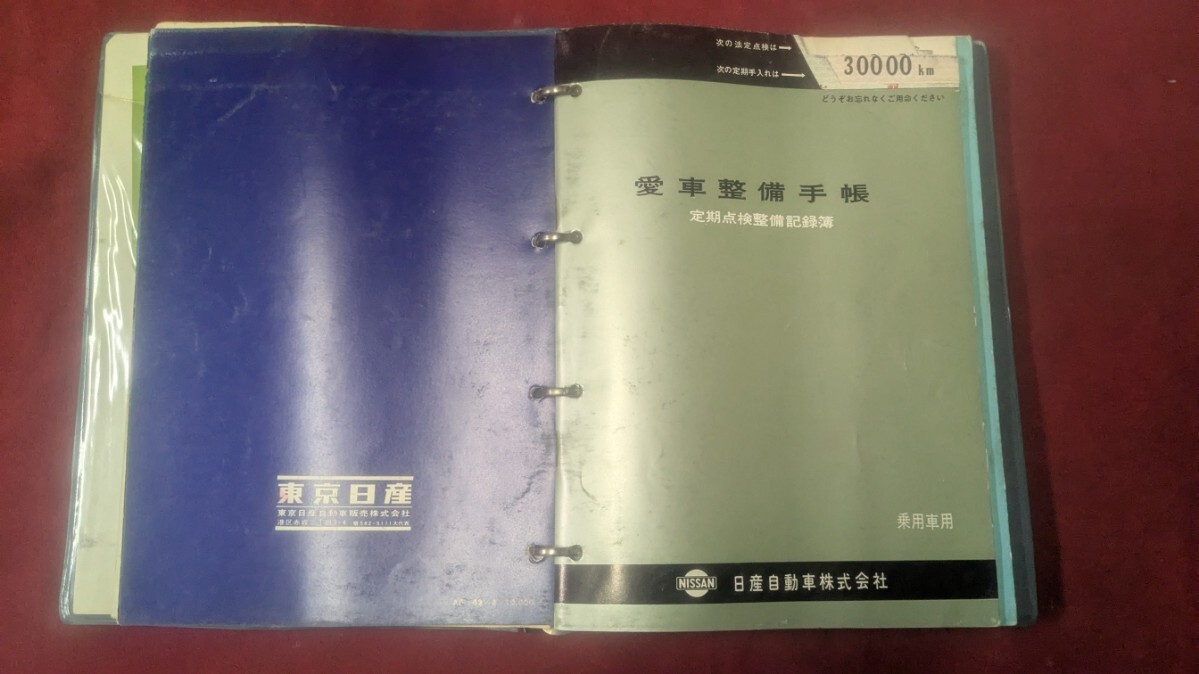 東京日産
東京日産自動車販売株式会社
次の法定点検は
次の定期手入れは
30000 km
どうぞお忘れなくご用命ください
愛車整備手帳
定期点検整備記録簿
乗用車用
NISSAN 日産自動車株式会社